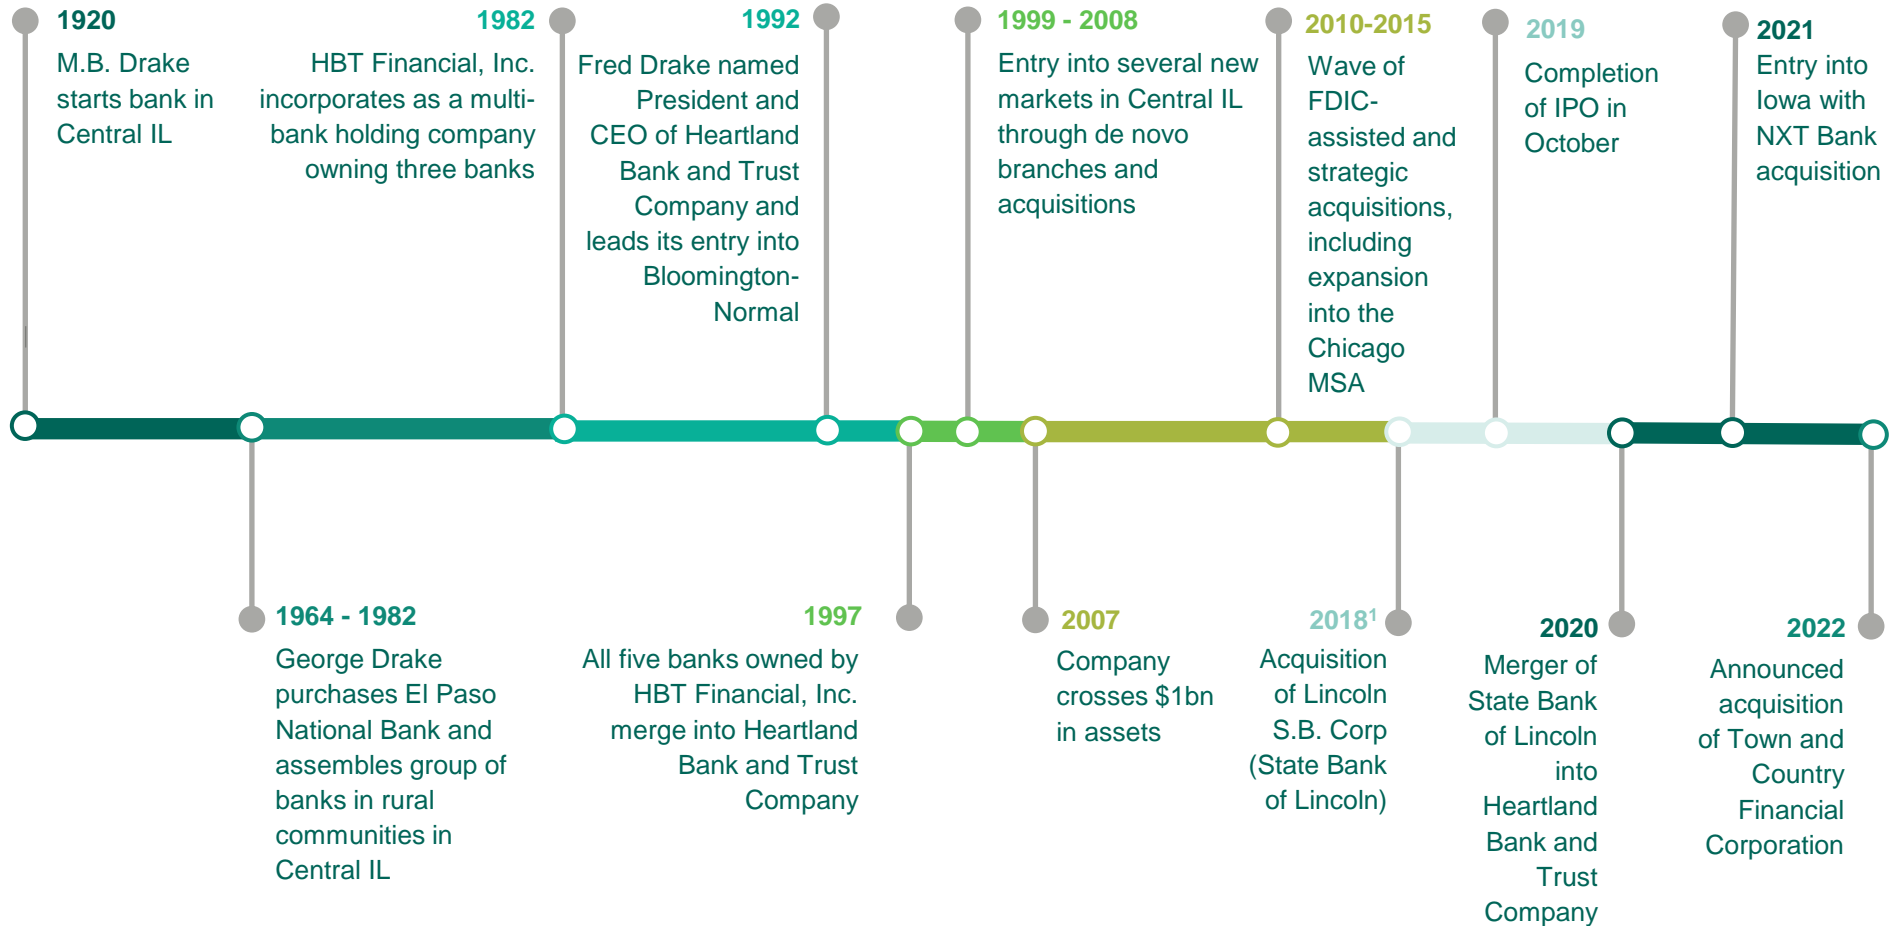 1920
M.B. Drake
starts bank in
Central IL
1982
HBT Financial, Inc.
incorporates as a multi-
bank holding company
owning three banks
1992
Fred Drake named
President and
CEO of Heartland
Bank and Trust
Company and
leads its entry into
Bloomington-
Normal
1999 - 2008
Entry into several new
markets in Central IL
through de novo
branches and
acquisitions
2010-2015
Wave of
FDIC-
assisted and
strategic
acquisitions,
including
expansion
into the
Chicago
MSA
2019
Completion
of IPO in
October
2021
Entry into
Iowa with
NXT Bank
acquisition
1964 - 1982
George Drake
purchases El Paso
National Bank and
assembles group of
banks in rural
communities in
Central IL
1997
All five banks owned by
HBT Financial, Inc.
merge into Heartland
Bank and Trust
Company
2007
Company
crosses $1bn
in assets
2018¹
Acquisition
of Lincoln
S.B. Corp
(State Bank
of Lincoln)
2020
Merger of
State Bank
of Lincoln
into
Heartland
Bank and
Trust
Company
2022
Announced
acquisition
of Town and
Country
Financial
Corporation